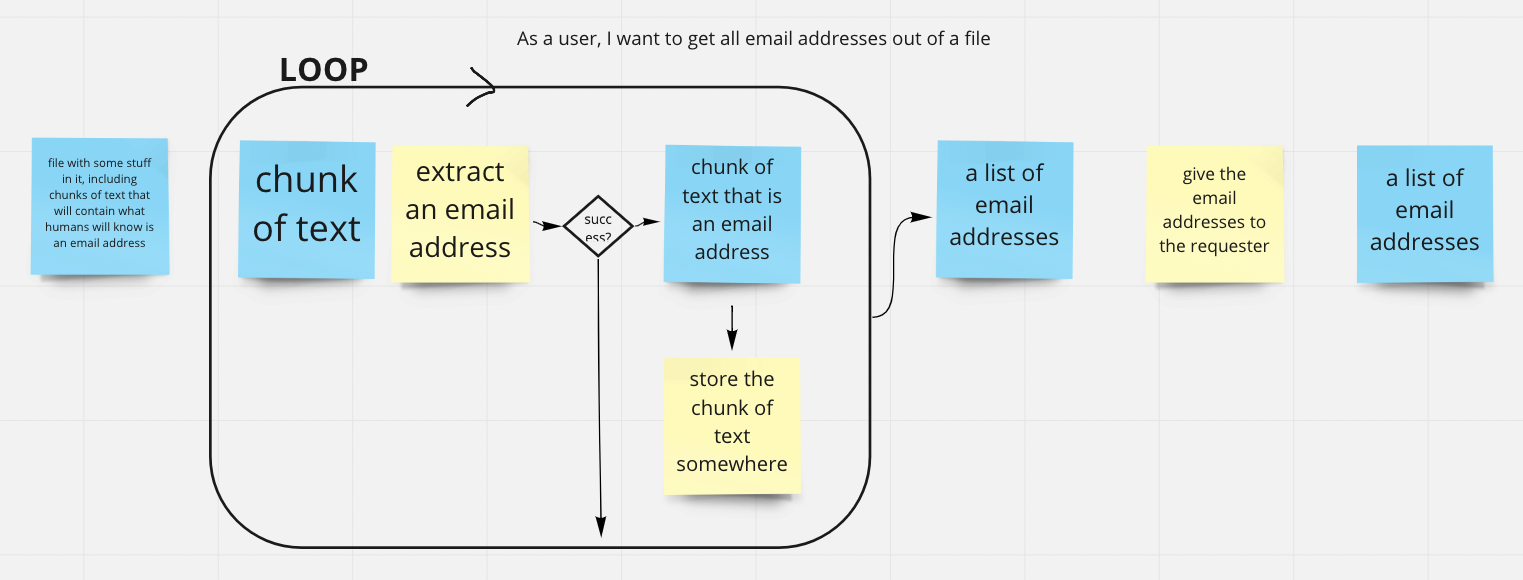 As a user, I want to get all email addresses out of a file
LOOP
file with some stuff
in it, including
chunks of text that
will contain what
humans will know is
an email address
chunk
of text
extract
an email
address
succ
ess?
chunk of
text that is
an email
address
store the
chunk of
text
somewhere
a list of
email
addresses
give the
email
addresses to
the requester
a list of
email
addresses